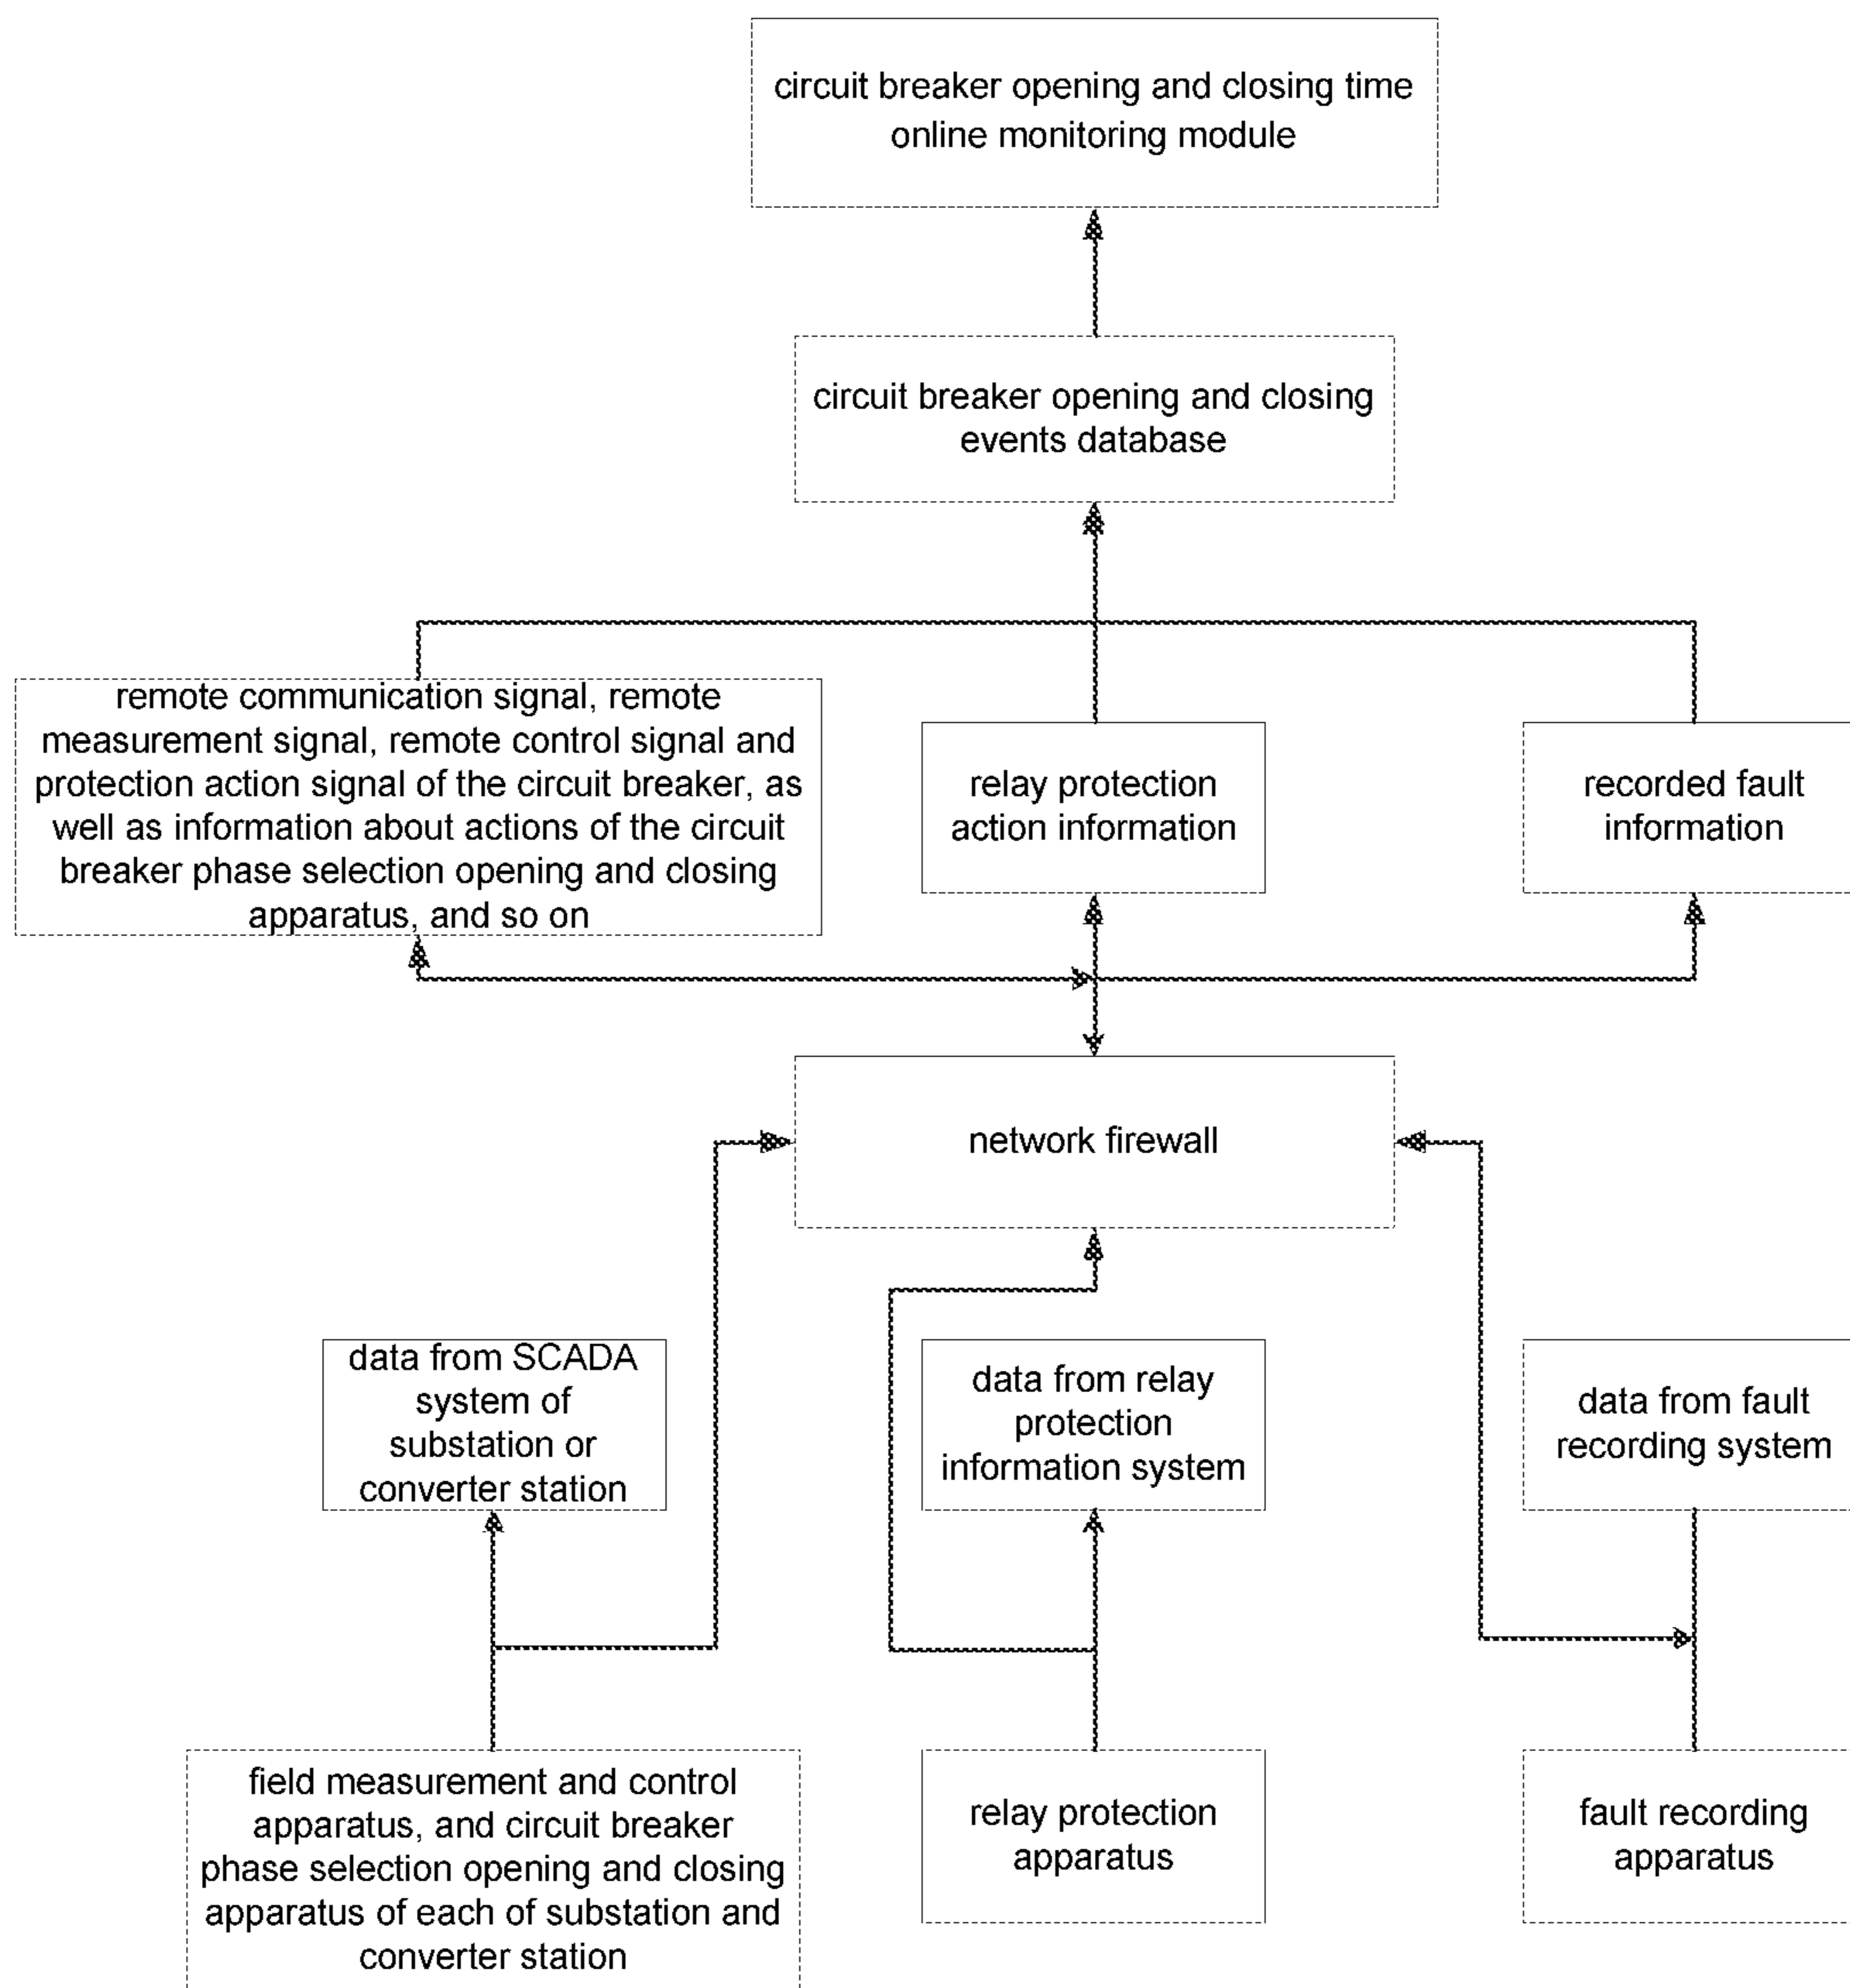 circuit breaker opening and closing time
online monitoring module
circuit breaker opening and closing
events database
remote communication signal, remote
measurement signal, remote control signal and
protection action signal of the circuit breaker, as
well as information about actions of the circuit
breaker phase selection opening and closing
apparatus, and so on
relay protection
action information
recorded fault
information
network firewall
data from SCADA
system of
substation or
converter station
data from relay
protection
information system
data from fault
recording system
field measurement and control
apparatus, and circuit breaker
phase selection opening and closing
apparatus of each of substation and
converter station
relay protection
apparatus
fault recording
apparatus